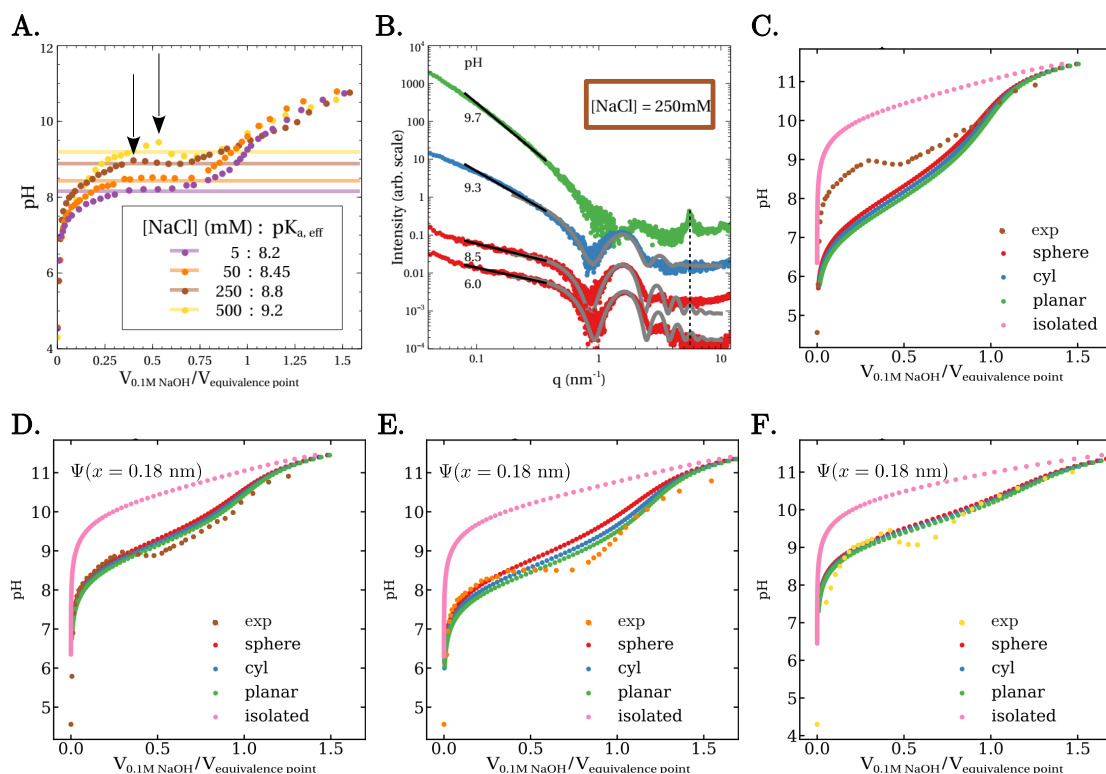 A.
12
10
8
6
4
pH
0
0.25
0.5
0.75
1
1.25
1.5
V0.1M NaOH/Vequivalence point
[NaCl] (mM) : pKa, eff
5 : 8.2
50 : 8.45
250 : 8.8
500 : 9.2
B.
10⁴
1000
100
10
1
0.1
0.01
10⁻³
10⁻⁴
Intensity (arb. scale)
pH
[NaCl] = 250mM
9.7
9.3
8.5
6.0
0.1
1
10
q (nm⁻¹)
C.
11
10
9
8
7
6
5
pH
exp
sphere
cyl
planar
isolated
0.0
0.5
1.0
1.5
V0.1M NaOH/Vequivalence point
D.
Ψ(x = 0.18 nm)
11
10
9
8
7
6
5
pH
exp
sphere
cyl
planar
isolated
0.0
0.5
1.0
1.5
V0.1M NaOH/Vequivalence point
E.
Ψ(x = 0.18 nm)
11
10
9
8
7
6
5
pH
exp
sphere
cyl
planar
isolated
0.0
0.5
1.0
1.5
V0.1M NaOH/Vequivalence point
F.
Ψ(x = 0.18 nm)
11
10
9
8
7
6
5
4
pH
exp
sphere
cyl
planar
isolated
0.0
0.5
1.0
1.5
V0.1M NaOH/Vequivalence point